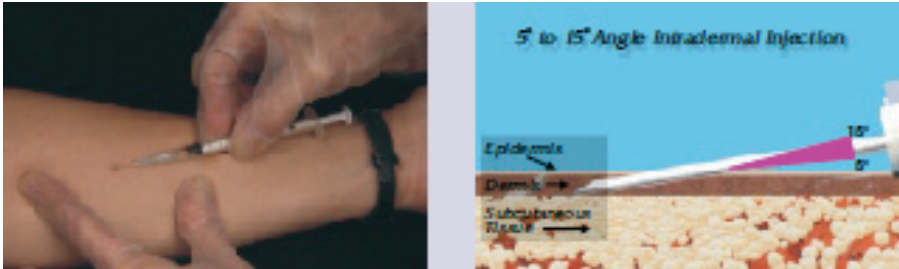 5° to 15° Angle Intradermal Injection
15°
5°
Epidermis
Dermis
Subcutaneous
Tissue